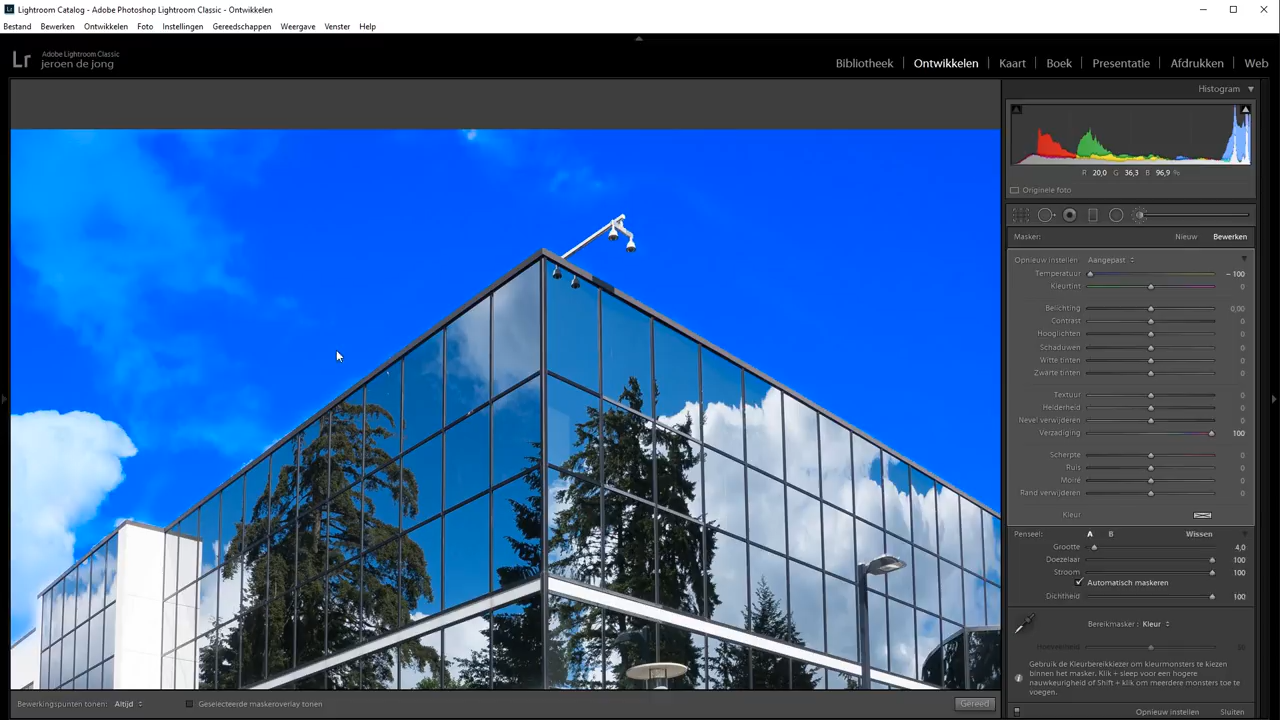 Lightroom Catalog - Adobe Photoshop Lightroom Classic - Ontwikkelen
Bestand Bewerken Ontwikkelen Foto Instellingen Gereedschappen Weergave Venster Help
Lr Adobe Lightroom Classic
jeroen de jong
Bibliotheek Ontwikkelen Kaart Boek Presentatie Afdrukken Web
Histogram
R 20,0 G 36,3 B 96,9 %
Originele foto
Masker: Nieuw Bewerken
Opnieuw instellen : Aangepast
Temperatuur – 100
Kleurtint 0
Belichting 0,00
Contrast 0
Hooglichten 0
Schaduwen 0
Witte tinten 0
Zwarte tinten 0
Textuur 0
Helderheid 0
Nevel verwijderen 0
Verzadiging 100
Scherpte 0
Ruis 0
Moiré 0
Rand verwijderen 0
Kleur
Penseel: A B Wissen
Grootte 4,0
Doezelaar 100
Stroom 100
Automatisch maskeren
Dichtheid 100
Bereikmasker: Kleur
Hoeveelheid 50
Gebruik de Kleurbereikkiezer om kleurmonsters te kiezen
binnen het masker. Klik + sleep voor een hogere
nauwkeurigheid of Shift + klik om meerdere monsters toe te
voegen.
Bewerkingspunten tonen: Altijd Geselecteerde maskeroverlay tonen Gereed
Opnieuw instellen Sluiten